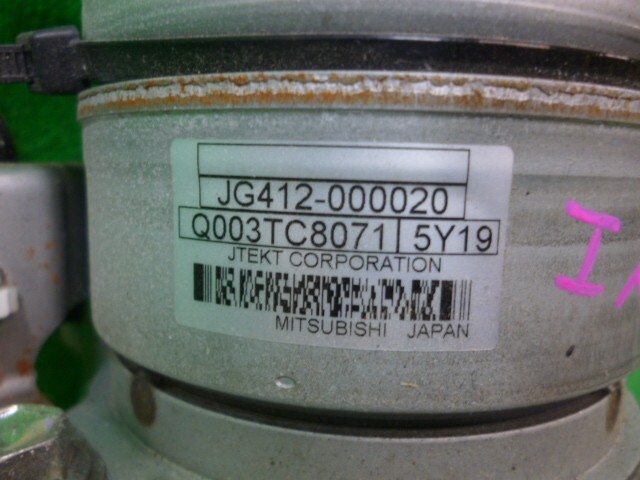 JG412-000020
Q003TC8071 5Y19
JTEKT CORPORATION
MITSUBISHI JAPAN